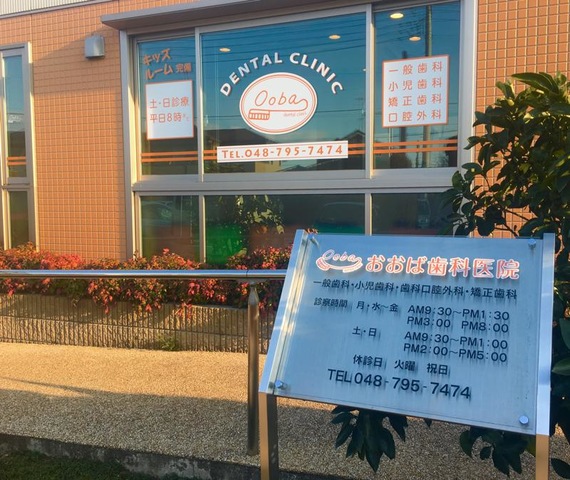 キッズ
ルーム完備
土・日診療
平日8時まで
DENTAL CLINIC
Ooba
TEL.048-795-7474
一般歯科
小児歯科
矯正歯科
口腔外科
Ooba おおば歯科医院
一般歯科・小児歯科・歯科口腔外科・矯正歯科
診療時間 月・水~金 AM9:30~PM1:30
PM3:00 PM8:00
土・日 AM9:30~PM1:00
PM2:00~PM5:00
休診日 火曜 祝日
TEL048-795-7474